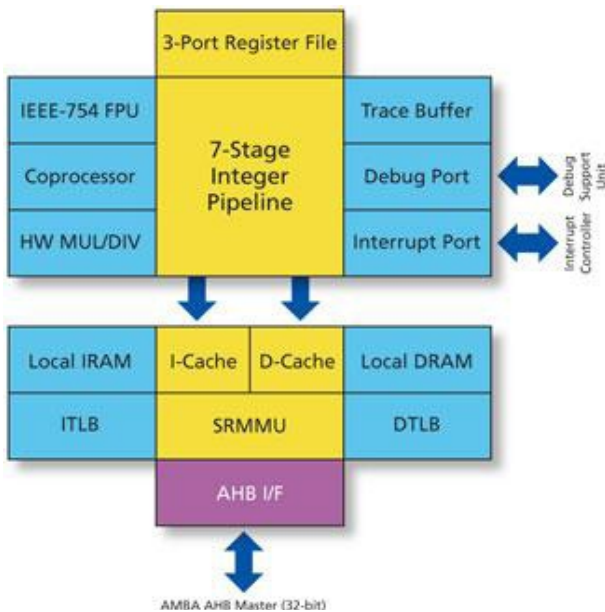 3-Port Register File
IEEE-754 FPU
7-Stage
Integer
Pipeline
Trace Buffer
Coprocessor
Debug Port
Debug
Support
Unit
HW MUL/DIV
Interrupt Port
Interrupt
Controller
Local IRAM
I-Cache
D-Cache
Local DRAM
ITLB
SRMMU
DTLB
AHB I/F
AMBA AHB Master (32-bit)